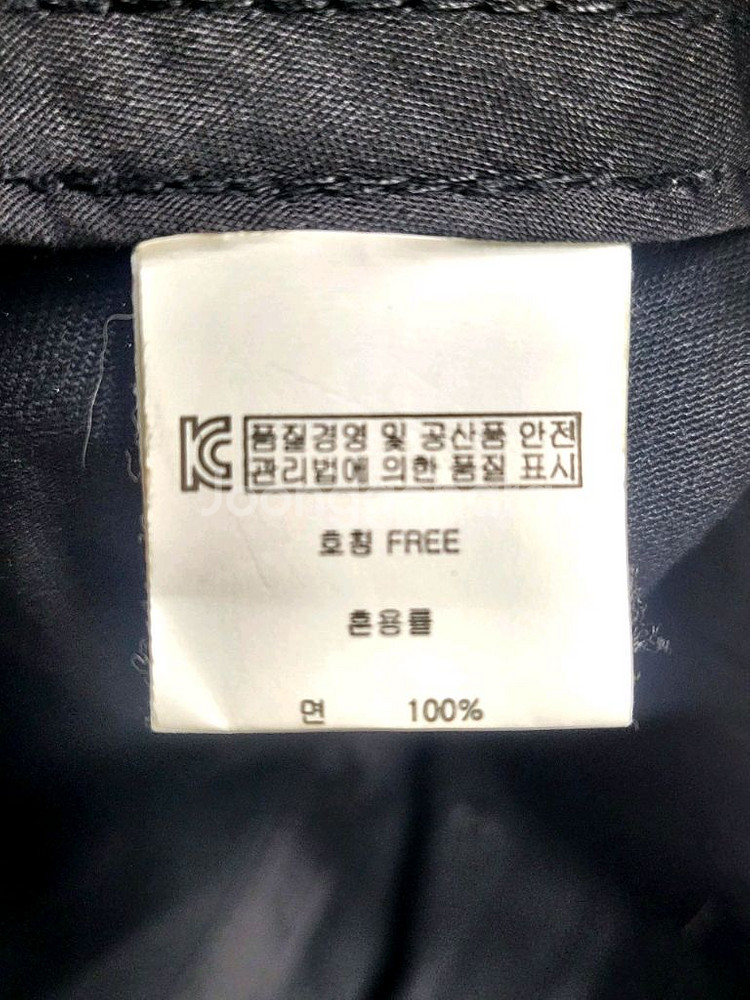 KC 품질경영 및 공산품 안전
관리법에 의한 품질 표시
호칭 FREE
혼용률
면 100%